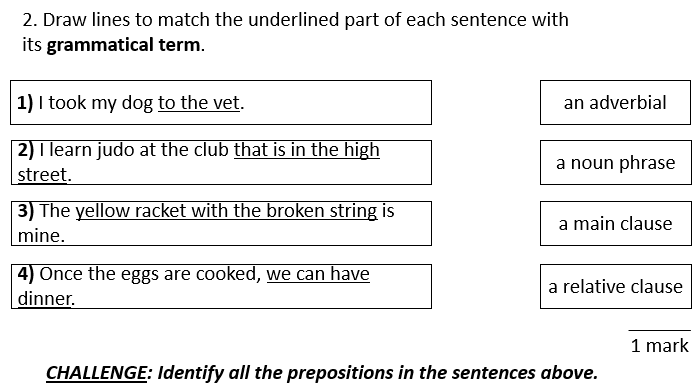 2. Draw lines to match the underlined part of each sentence with
its grammatical term.
1) I took my dog to the vet.
an adverbial
2) I learn judo at the club that is in the high
street.
a noun phrase
3) The yellow racket with the broken string is
mine.
a main clause
4) Once the eggs are cooked, we can have
dinner.
a relative clause
1 mark
CHALLENGE: Identify all the prepositions in the sentences above.